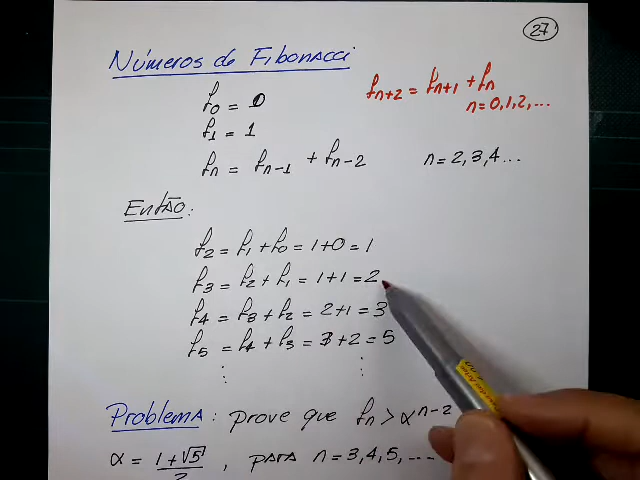 27
Números de Fibonacci
f₀ = 0
fₙ₊₂ = fₙ₊₁ + fₙ
n = 0, 1, 2, ...
f₁ = 1
fₙ = fₙ₋₁ + fₙ₋₂ n = 2, 3, 4 ...
Então:
f₂ = f₁ + f₀ = 1 + 0 = 1
f₃ = f₂ + f₁ = 1 + 1 = 2
f₄ = f₃ + f₂ = 2 + 1 = 3
f₅ = f₄ + f₃ = 3 + 2 = 5
⋮ ⋮
Problema: prove que fₙ > αⁿ⁻²
α = (1 + √5)/2, para n = 3, 4, 5, ...